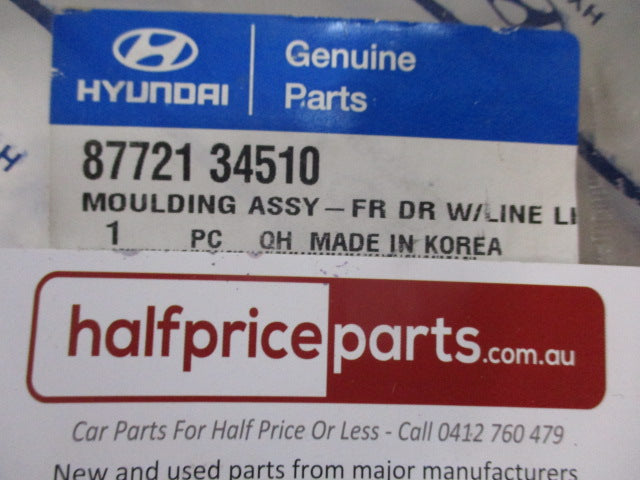 HYUNDAI
Genuine
Parts
87721 34510
MOULDING ASSY-FR DR W/LINE LH
1 PC QH MADE IN KOREA
halfpriceparts.com.au
Car Parts For Half Price Or Less - Call 0412 760 479
New and used parts from major manufacturers